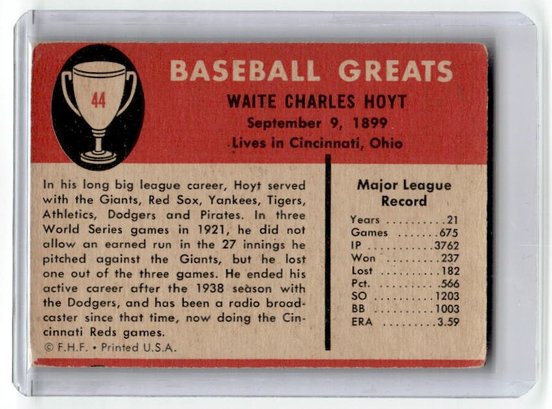 44
BASEBALL GREATS
WAITE CHARLES HOYT
September 9, 1899
Lives in Cincinnati, Ohio
In his long big league career, Hoyt served
with the Giants, Red Sox, Yankees, Tigers,
Athletics, Dodgers and Pirates. In three
World Series games in 1921, he did not
allow an earned run in the 27 innings he
pitched against the Giants, but he lost
one out of the three games. He ended his
active career after the 1938 season with
the Dodgers, and has been a radio broad-
caster since that time, now doing the Cin-
cinnati Reds games.
© F.H.F. • Printed U.S.A.
Major League
Record
Years ..........21
Games .......675
IP ............3762
Won ..........237
Lost ...........182
Pct. ...........566
SO ...........1203
BB ...........1003
ERA ..........3.59